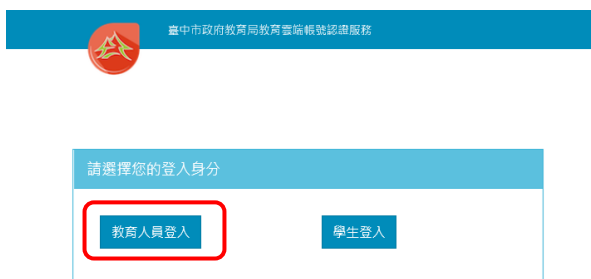 臺中市政府教育局教育雲端帳號認證服務
請選擇您的登入身分
教育人員登入
學生登入